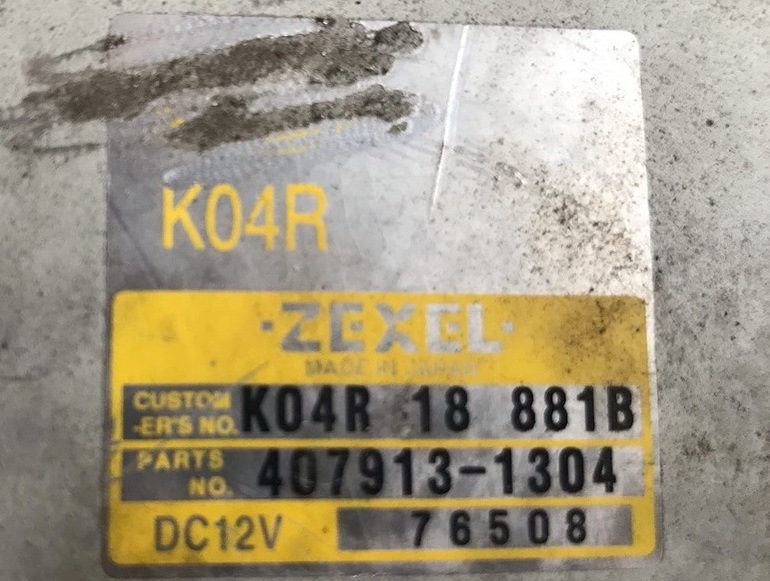 K04R
·ZEXEL·
MADE IN JAPAN
CUSTOM
-ER'S NO. K04R 18 881B
PARTS
NO. 407913-1304
DC12V 76508